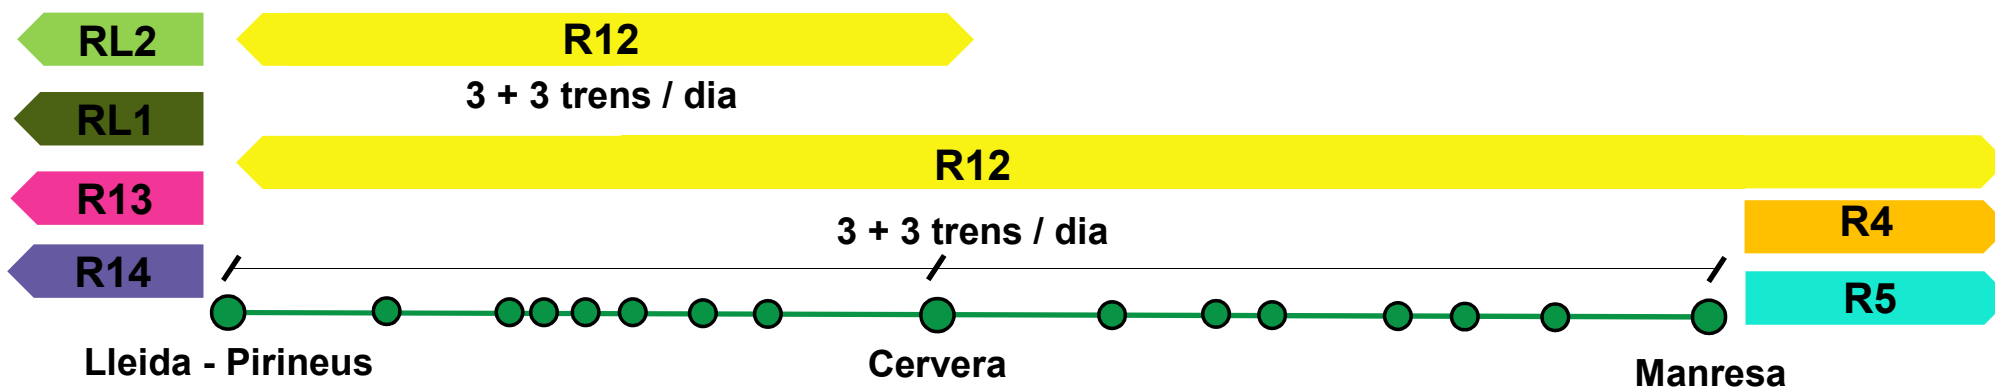 RL2
R12
3 + 3 trens / dia
RL1
R12
R13
R4
3 + 3 trens / dia
R14
R5
Lleida - Pirineus
Cervera
Manresa